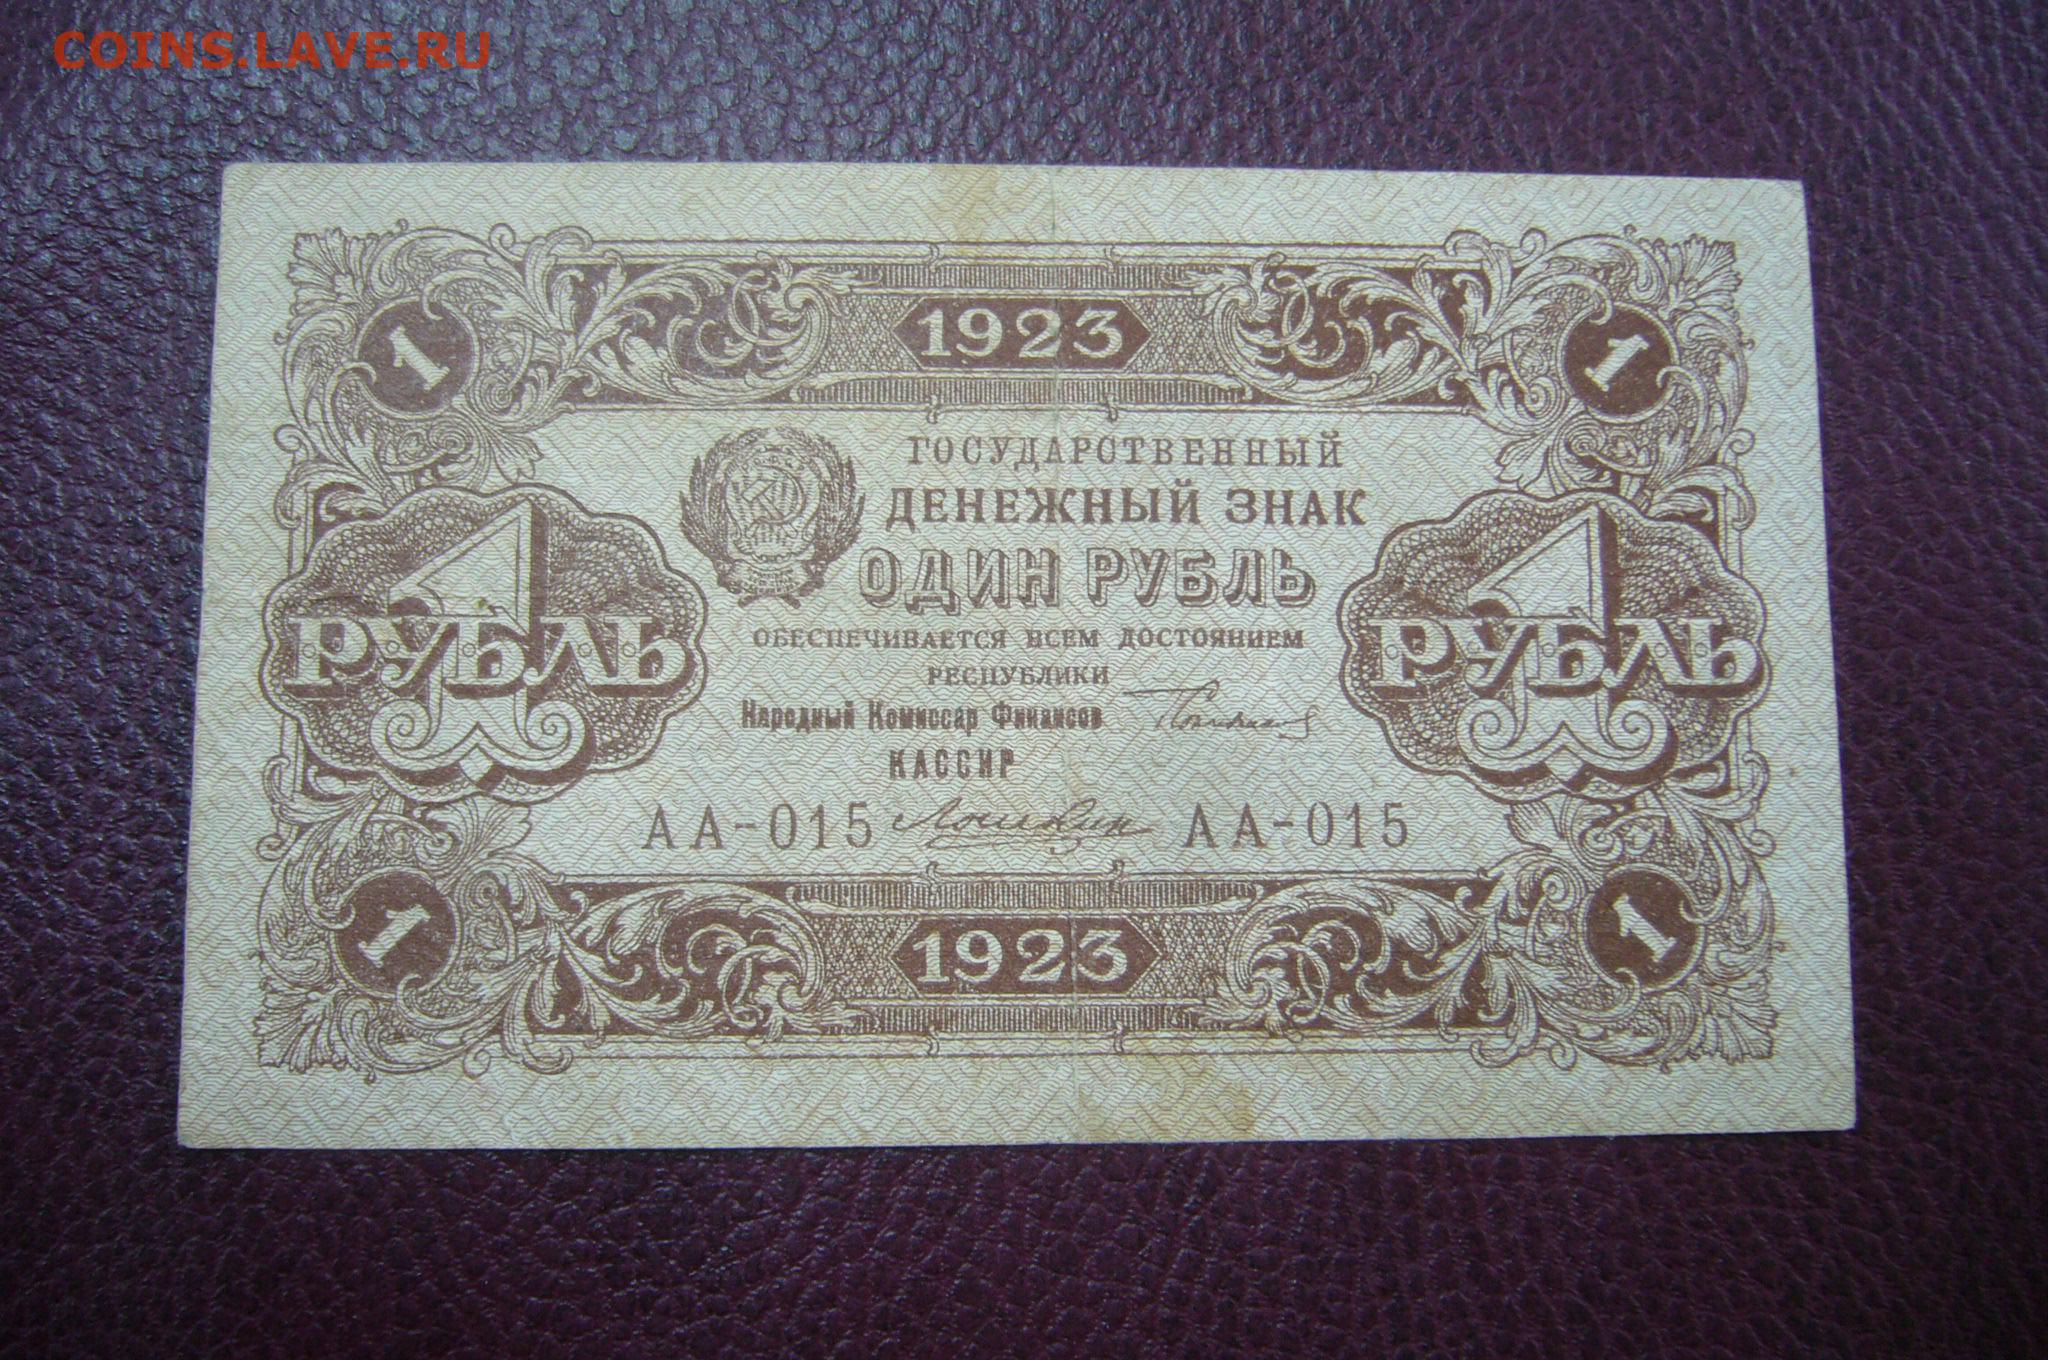 COINS.LAVE.RU
1 1923 1
ГОСУДАРСТВЕННЫЙ
ДЕНЕЖНЫЙ ЗНАК
ОДИН РУБЛЬ
1 РУБЛЬ
1 РУБЛЬ
ОБЕСПЕЧИВАЕТСЯ ВСЕМ ДОСТОЯНИЕМ
РЕСПУБЛИКИ
Народный Комиссар Финансов
КАССИР
АА-015 АА-015
1 1923 1